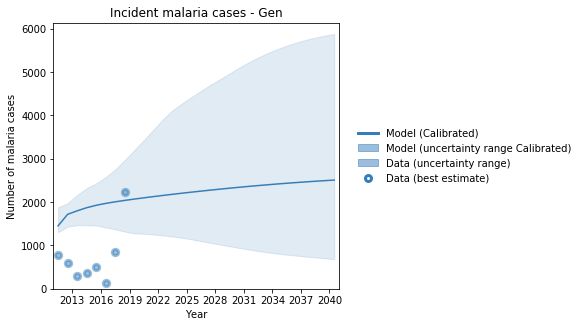 Incident malaria cases - Gen
Number of malaria cases
6000
5000
4000
3000
2000
1000
0
2013 2016 2019 2022 2025 2028 2031 2034 2037 2040
Year
Model (Calibrated)
Model (uncertainty range Calibrated)
Data (uncertainty range)
Data (best estimate)